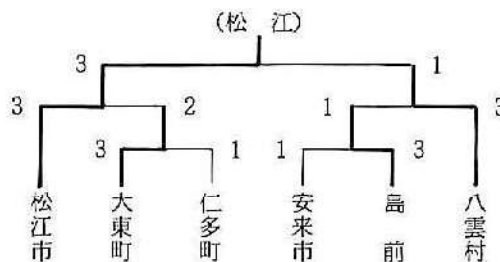 (松 江)
3 1
3 2 1 3
3 1 1 3
松江市 大東町 仁多町 安来市 島前 八雲村